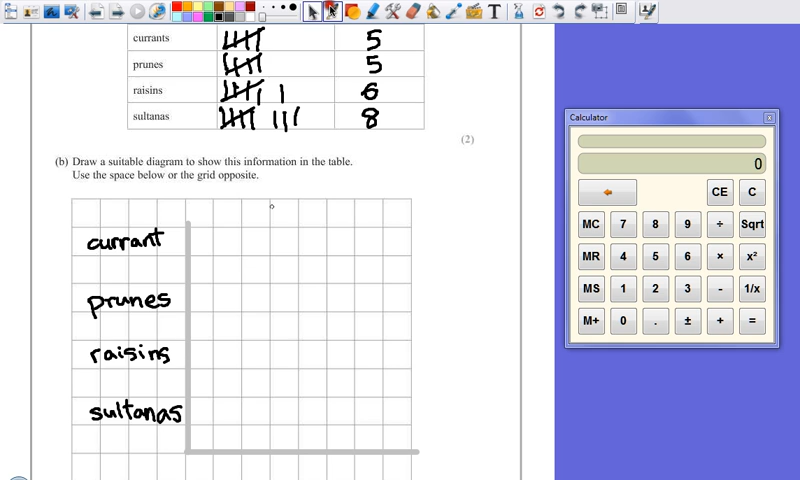 currants 5
prunes 5
raisins 6
sultanas 8
(2)
(b) Draw a suitable diagram to show this information in the table.
Use the space below or the grid opposite.
currant
prunes
raisins
sultanas
Calculator
0
CE C
MC 7 8 9 ÷ Sqrt
MR 4 5 6 × x²
MS 1 2 3 - 1/x
M+ 0 . ± + =